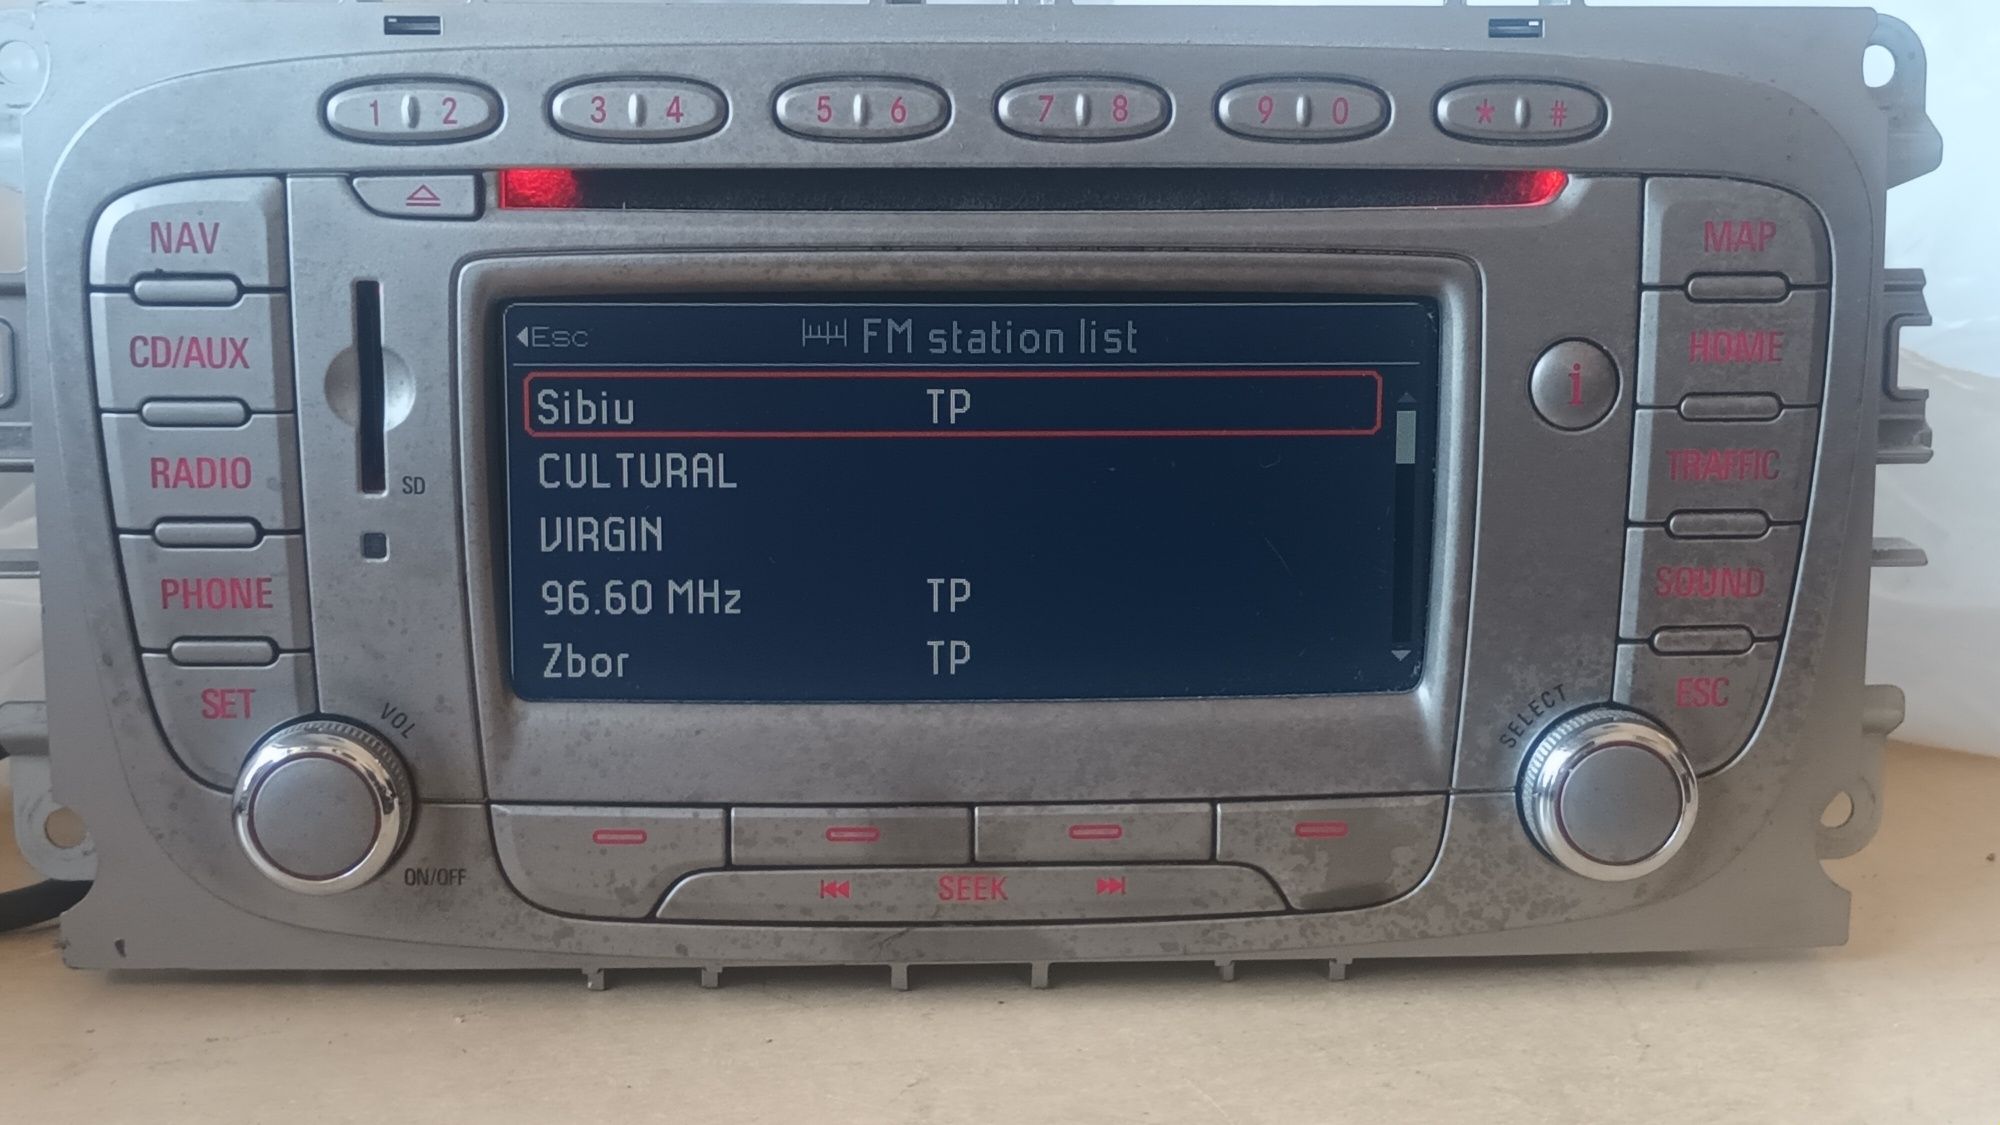 1 2 3 4 5 6 7 8 9 0 * #
NAV
CD/AUX
RADIO
PHONE
SET
SD
VOL
ON/OFF
Esc FM station list
Sibiu TP
CULTURAL
VIRGIN
96.60 MHz TP
Zbor TP
i
MAP
HOME
TRAFFIC
SOUND
ESC
SELECT
SEEK